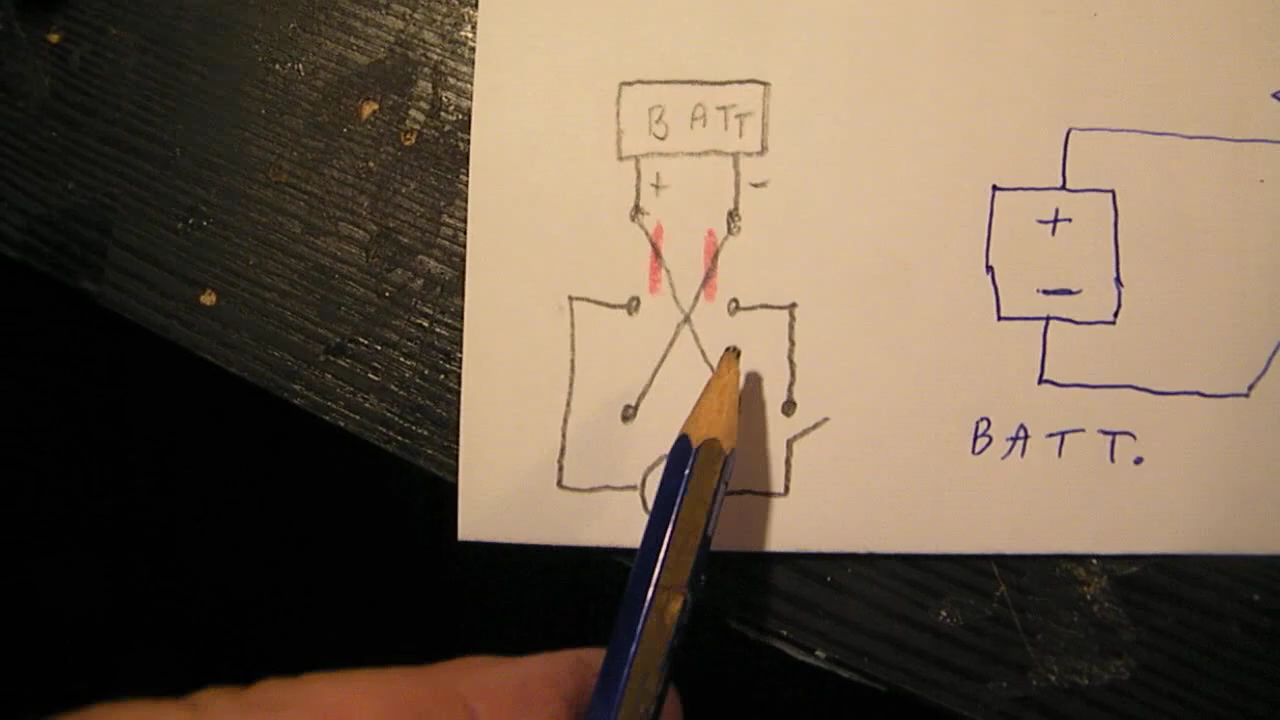 BATT
+ -
+
-
BATT.